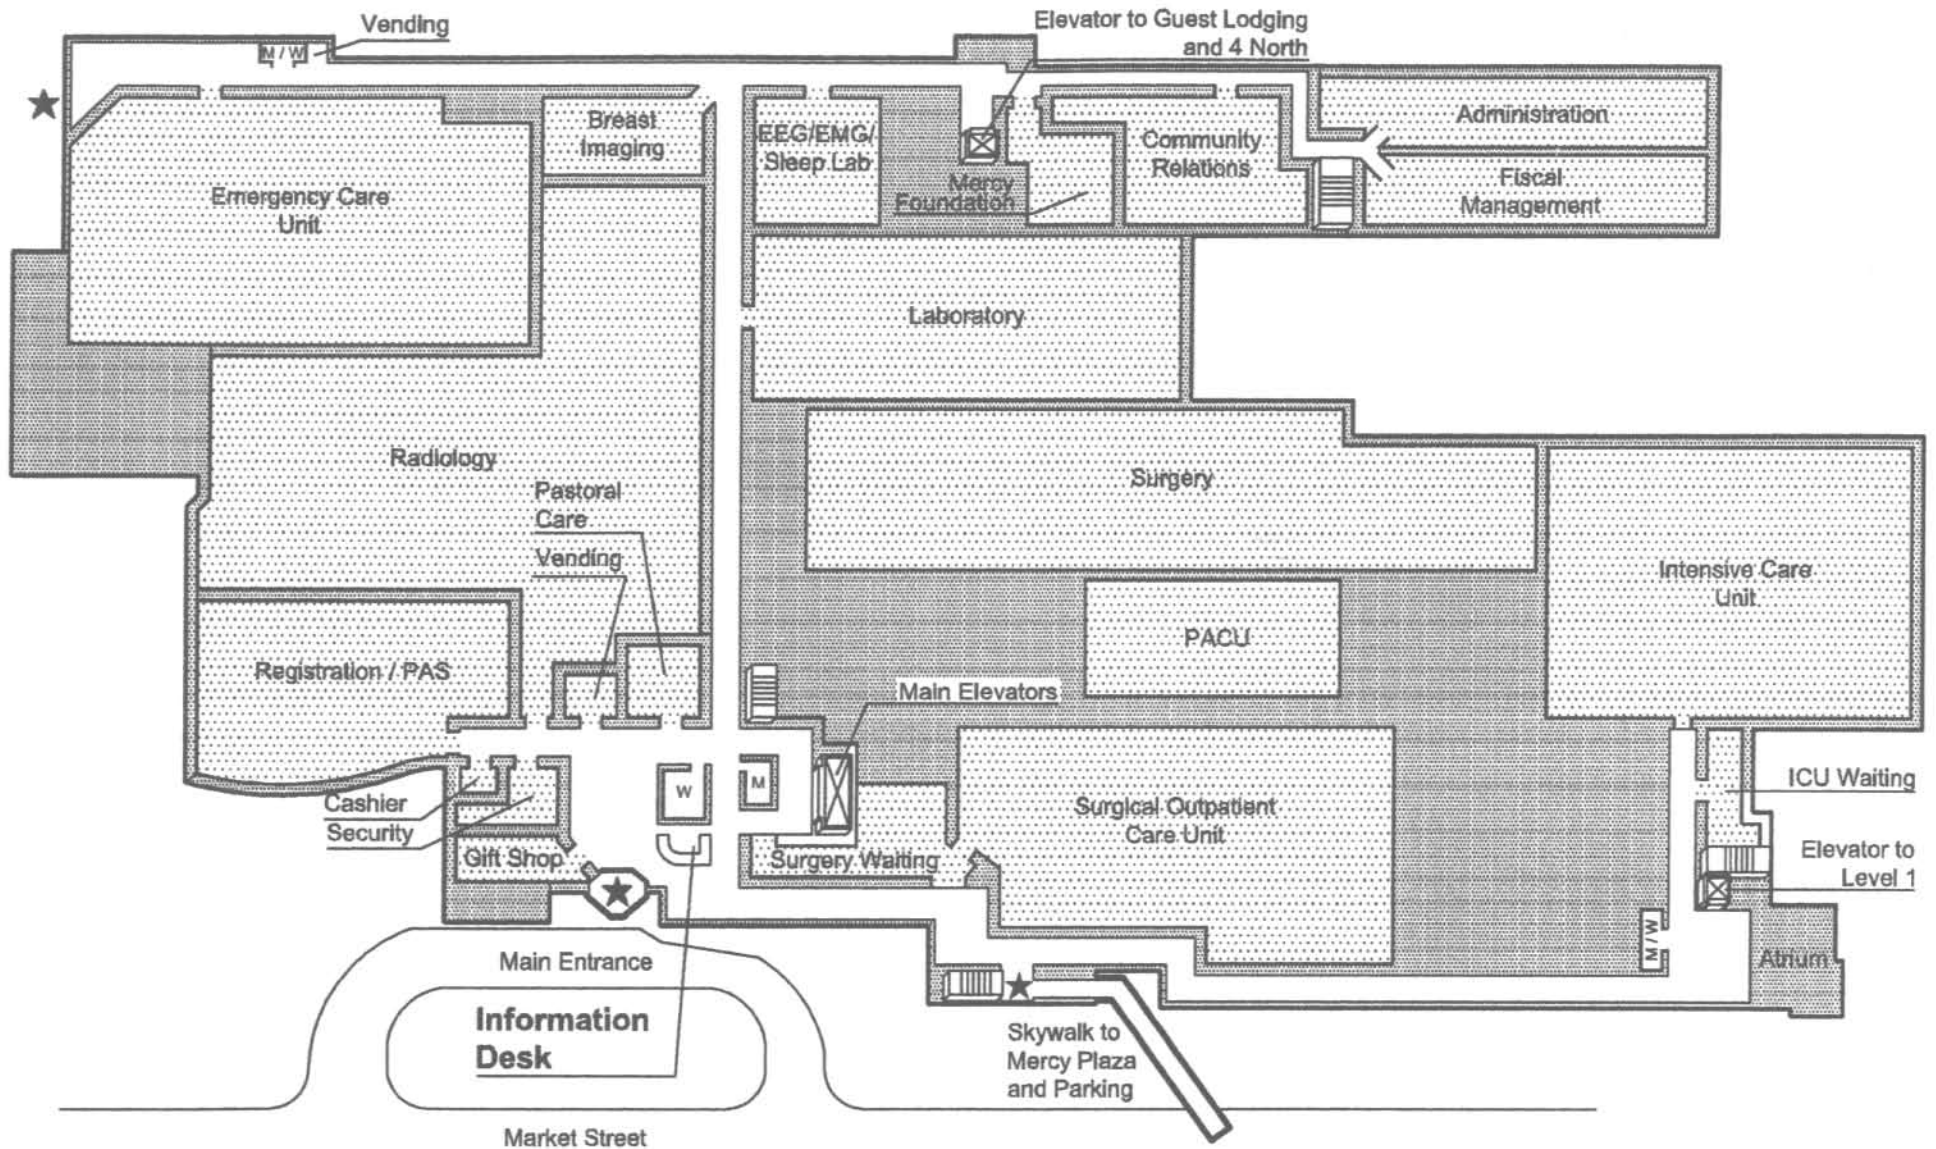 Vending
Elevator to Guest Lodging
and 4 North
M / W
Administration
Breast
Imaging
EEG/EMG/
Sleep Lab
Community
Relations
Emergency Care
Unit
Mercy
Foundation
Fiscal
Management
Laboratory
Radiology
Surgery
Pastoral
Care
Vending
Intensive Care
Unit
PACU
Registration / PAS
Main Elevators
ICU Waiting
W
M
Cashier
Security
Surgical Outpatient
Care Unit
Gift Shop
Surgery Waiting
Elevator to
Level 1
M / W
Main Entrance
Atrium
Information
Desk
Skywalk to
Mercy Plaza
and Parking
Market Street